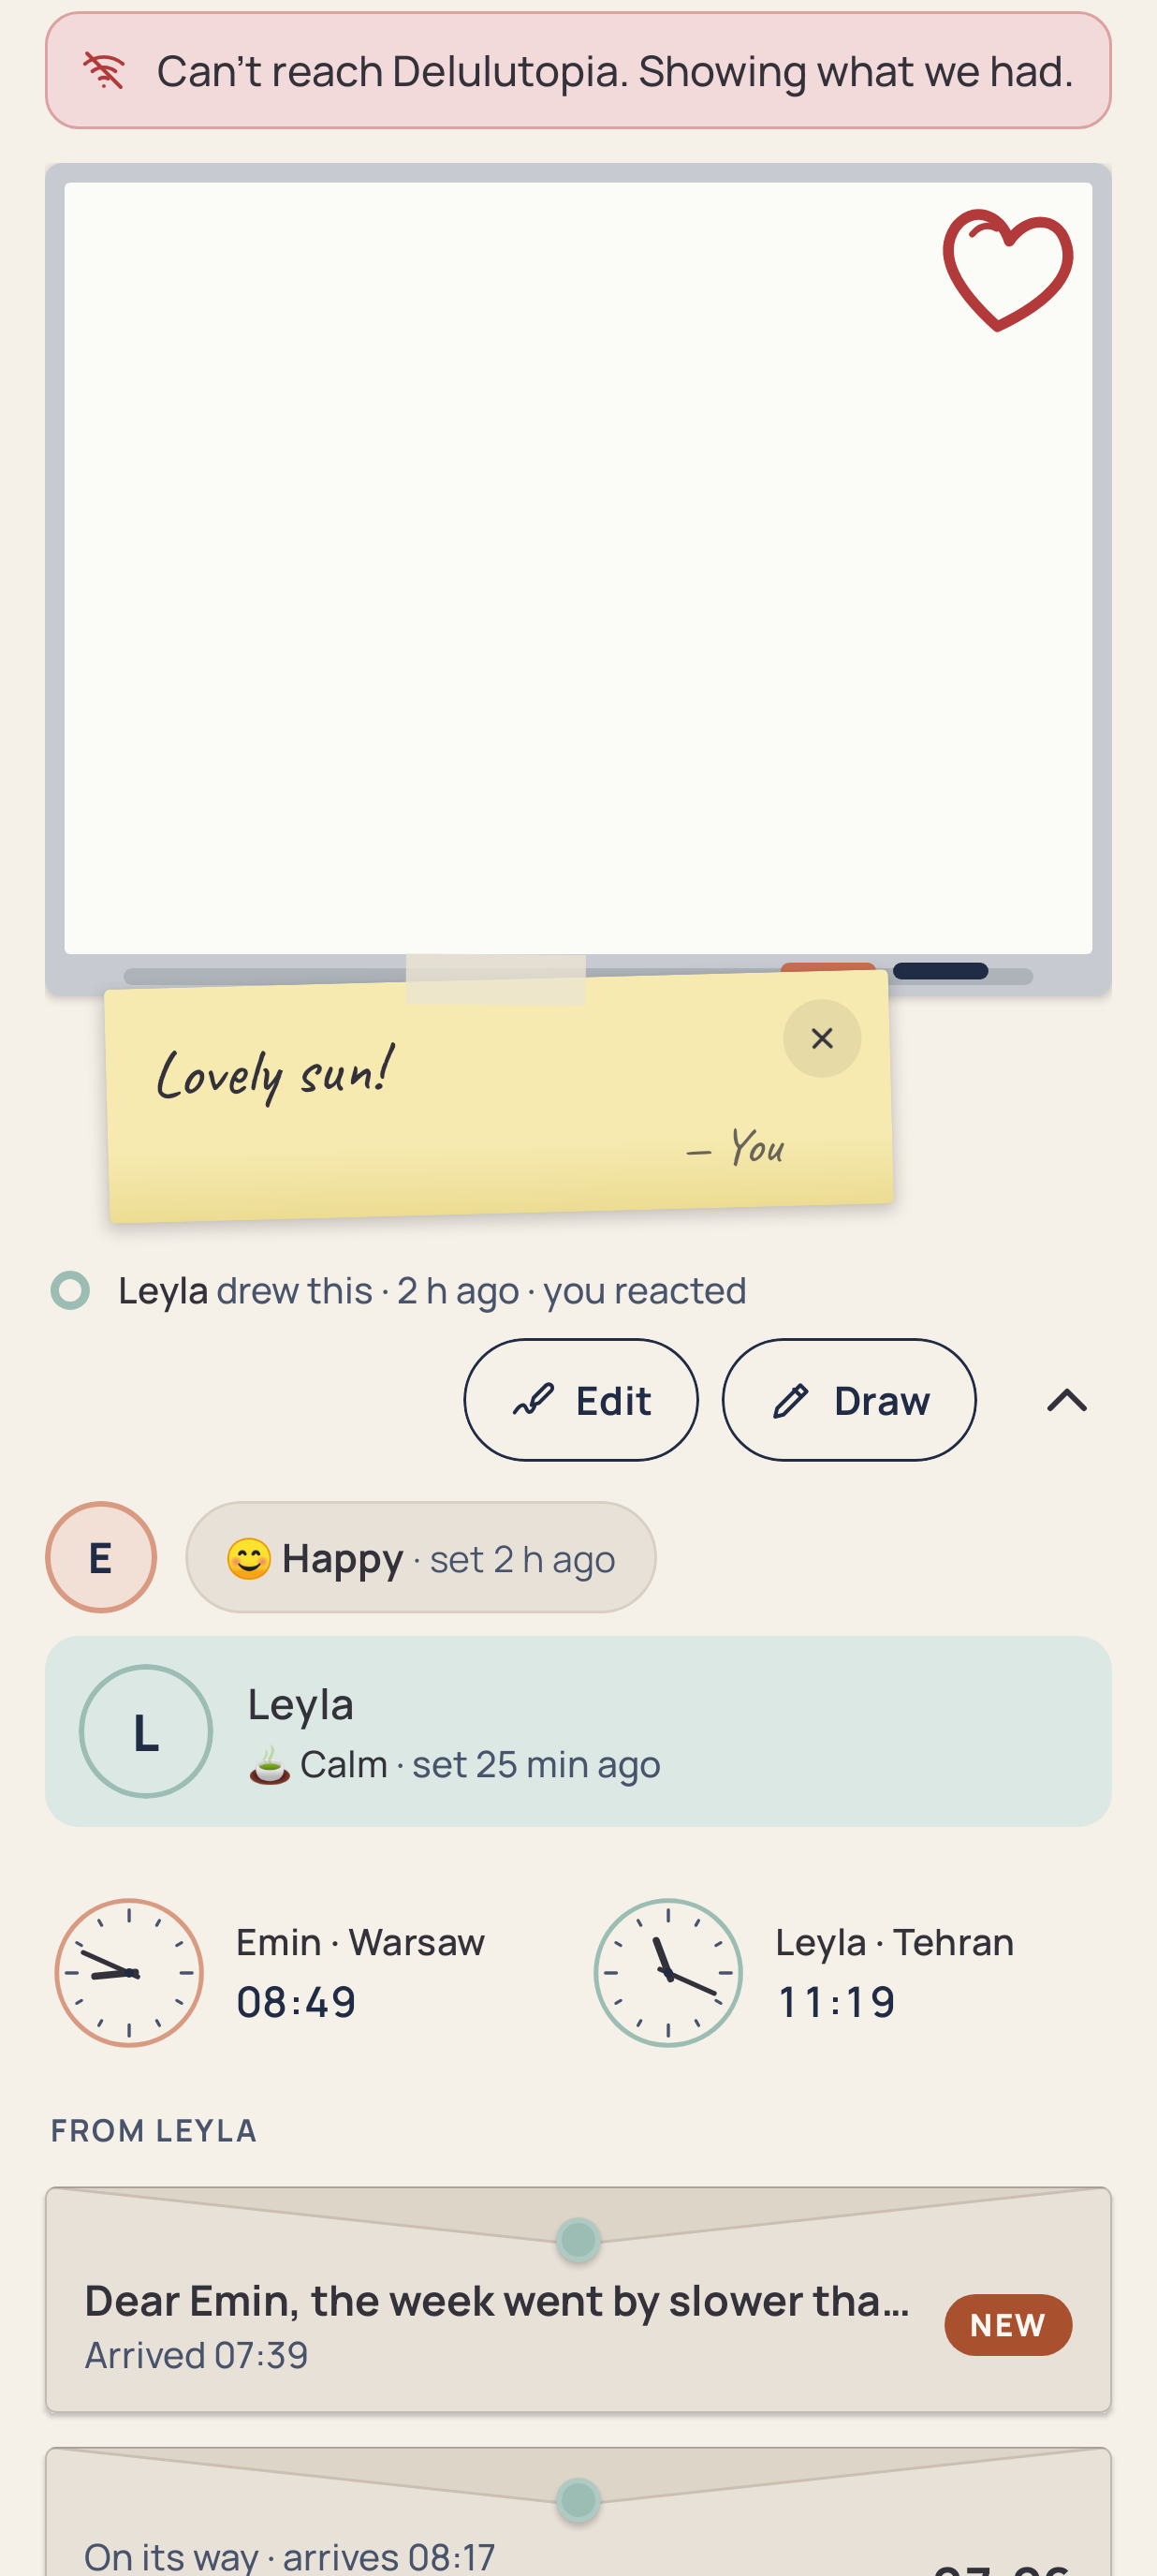 Can't reach Delulutopia. Showing what we had.
Lovely sun!
– You
Leyla drew this · 2 h ago · you reacted
Edit
Draw
E
😊 Happy · set 2 h ago
L
Leyla
🍵 Calm · set 25 min ago
Emin · Warsaw
08:49
Leyla · Tehran
11:19
FROM LEYLA
Dear Emin, the week went by slower tha...
NEW
Arrived 07:39
On its way · arrives 08:17